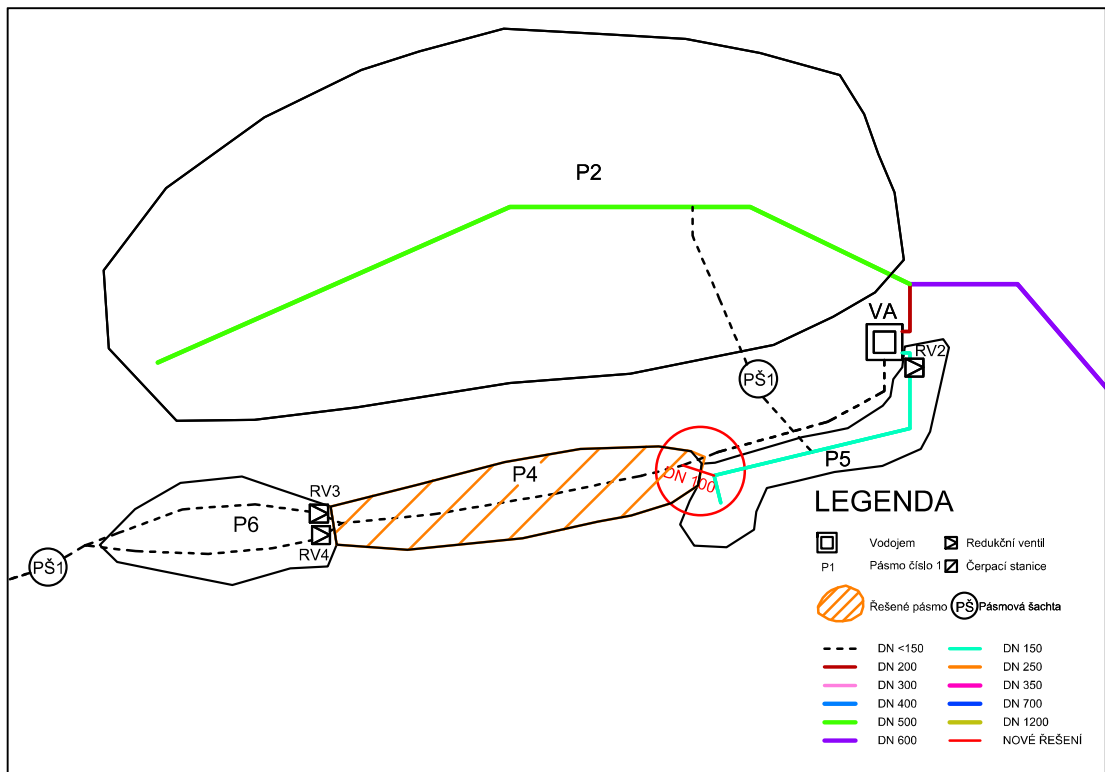 P2
VA
RV2
PŠ1
P4
DN 100
P5
RV3
P6
RV4
PŠ1
LEGENDA
Vodojem
Redukční ventil
P1
Pásmo číslo 1
Čerpací stanice
Řešené pásmo
PŠ
Pásmová šachta
DN <150
DN 150
DN 200
DN 250
DN 300
DN 350
DN 400
DN 700
DN 500
DN 1200
DN 600
NOVÉ ŘEŠENÍ